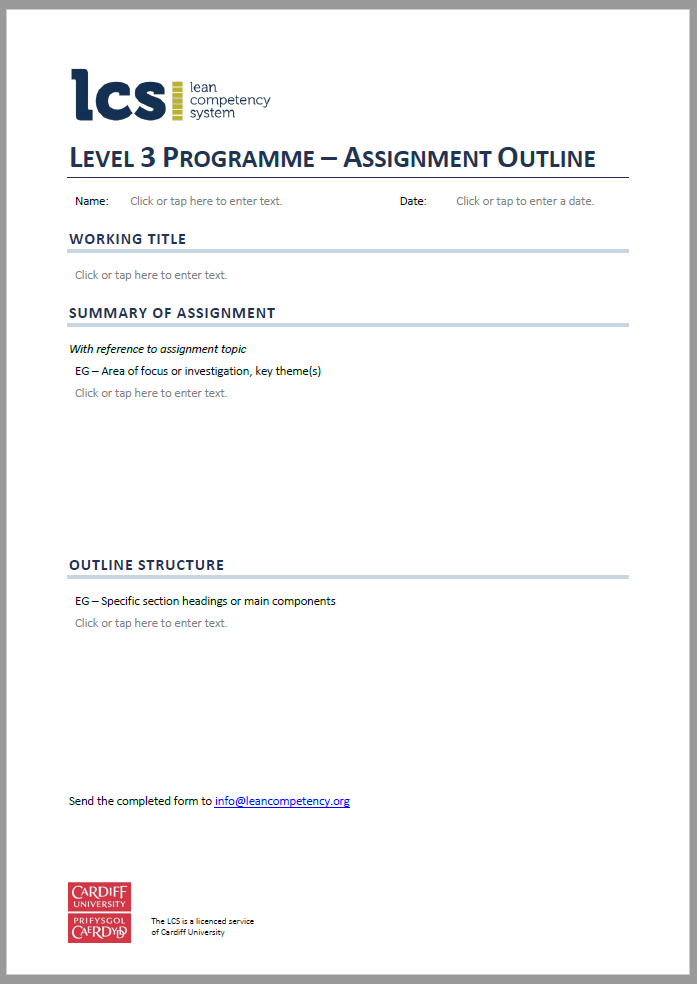 lcs lean
competency
system
LEVEL 3 PROGRAMME – ASSIGNMENT OUTLINE
Name: Click or tap here to enter text. Date: Click or tap to enter a date.
WORKING TITLE
Click or tap here to enter text.
SUMMARY OF ASSIGNMENT
With reference to assignment topic
EG – Area of focus or investigation, key theme(s)
Click or tap here to enter text.
OUTLINE STRUCTURE
EG – Specific section headings or main components
Click or tap here to enter text.
Send the completed form to info@leancompetency.org
CARDIFF
UNIVERSITY
PRIFYSGOL
CAERDYDD
The LCS is a licenced service
of Cardiff University